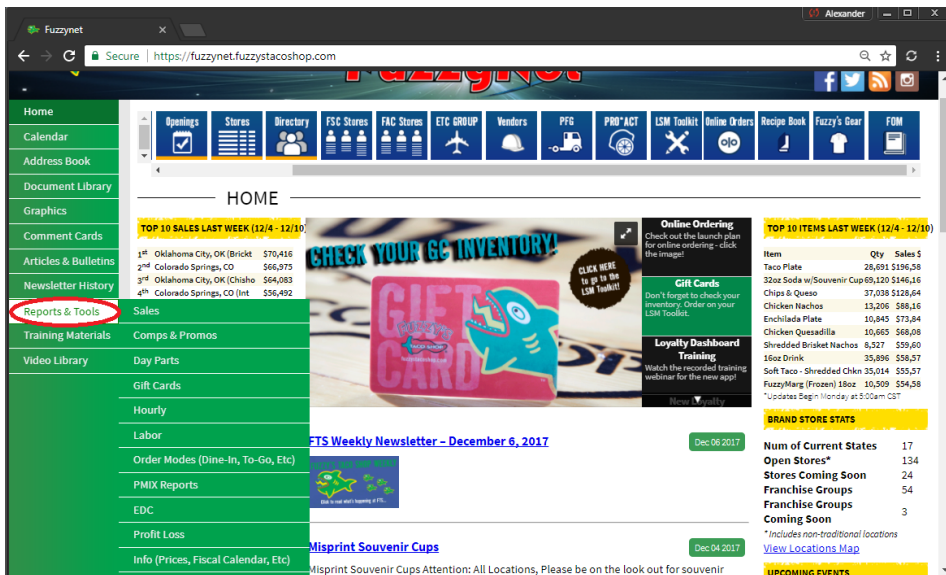 Alexander
Fuzzynet
Secure | https://fuzzynet.fuzzystacoshop.com
FuzzyNet
Home
Calendar
Address Book
Document Library
Graphics
Comment Cards
Articles & Bulletins
Newsletter History
Reports & Tools
Training Materials
Video Library
Sales
Comps & Promos
Day Parts
Gift Cards
Hourly
Labor
Order Modes (Dine-In, To-Go, Etc)
PMIX Reports
EDC
Profit Loss
Info (Prices, Fiscal Calendar, Etc)
Openings Stores Directory FSC Stores FAC Stores ETC GROUP Vendors PFG PRO*ACT LSM Toolkit Online Orders Recipe Book Fuzzy's Gear FOM
HOME
TOP 10 SALES LAST WEEK (12/4 - 12/10)
1st Oklahoma City, OK (Brickt $70,416
2nd Colorado Springs, CO $66,975
3rd Oklahoma City, OK (Chisho $64,083
4th Colorado Springs, CO (Int $56,492
CHECK YOUR GC INVENTORY!
CLICK HERE
to go to the
LSM Toolkit!
GIFT
FUZZY'S
TACO SHOP
CARD
Online Ordering
Check out the launch plan
for online ordering - click
the image!
Gift Cards
Don't forget to check your
inventory. Order on your
LSM Toolkit.
Loyalty Dashboard
Training
Watch the recorded training
webinar for the new app!
New Loyalty
FTS Weekly Newsletter – December 6, 2017
Dec 06 2017
Click to read what's happening at FTS...
Misprint Souvenir Cups
Dec 04 2017
Misprint Souvenir Cups Attention: All Locations, Please be on the look out for souvenir
TOP 10 ITEMS LAST WEEK (12/4 - 12/10)
Item Qty Sales $
Taco Plate 28,691 $196,58
32oz Soda w/Souvenir Cup 69,120 $146,16
Chips & Queso 37,038 $128,64
Chicken Nachos 13,206 $88,16
Enchilada Plate 10,845 $73,84
Chicken Quesadilla 10,665 $68,08
Shredded Brisket Nachos 8,527 $59,60
16oz Drink 35,896 $58,57
Soft Taco - Shredded Chkn 35,014 $55,57
FuzzyMarg (Frozen) 18oz 10,509 $54,58
*Updates Begin Monday at 5:00am CST
BRAND STORE STATS
Num of Current States 17
Open Stores* 134
Stores Coming Soon 24
Franchise Groups 54
Franchise Groups
Coming Soon 3
*Includes non-traditional locations
View Locations Map
UPCOMING EVENTS